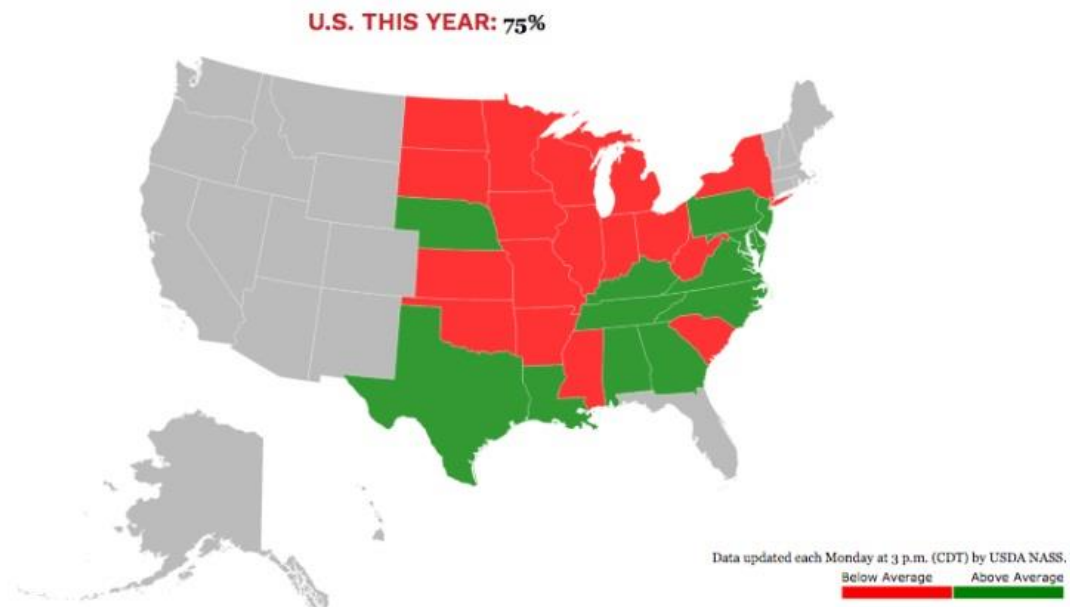 U.S. THIS YEAR: 75%
Data updated each Monday at 3 p.m. (CDT) by USDA NASS.
Below Average Above Average